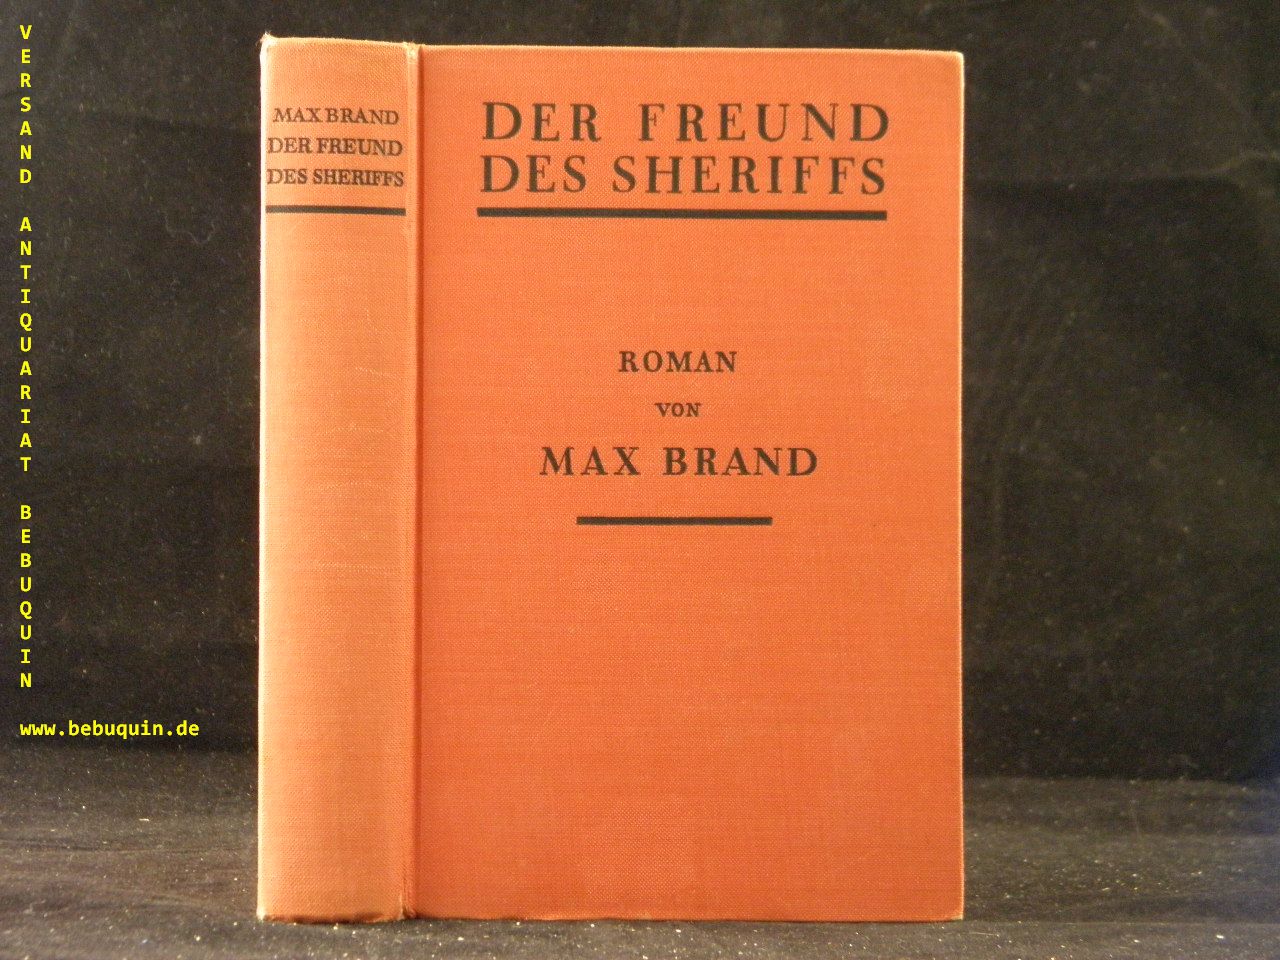 VERSAND ANTIQUARIAT BEBUQUIN
www.bebuquin.de
MAX BRAND
DER FREUND
DES SHERIFFS
DER FREUND
DES SHERIFFS
ROMAN
VON
MAX BRAND